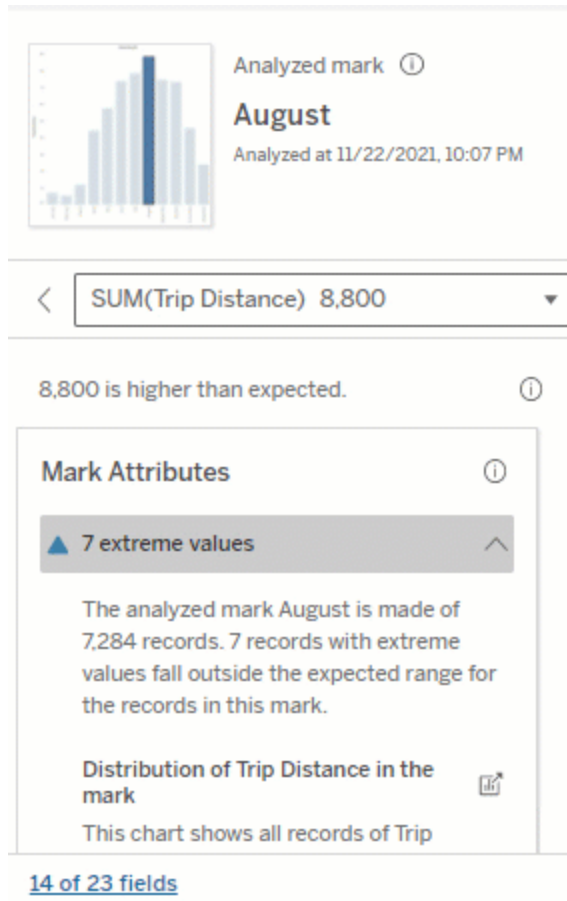 Analyzed mark
August
Analyzed at 11/22/2021, 10:07 PM
SUM(Trip Distance) 8,800
8,800 is higher than expected.
Mark Attributes
7 extreme values
The analyzed mark August is made of
7,284 records. 7 records with extreme
values fall outside the expected range for
the records in this mark.
Distribution of Trip Distance in the
mark
This chart shows all records of Trip
14 of 23 fields